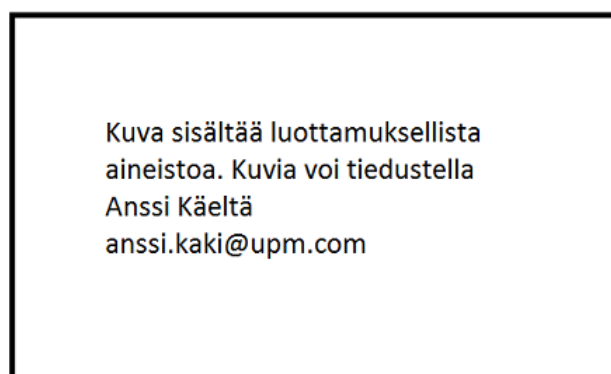 Kuva sisältää luottamuksellista
aineistoa. Kuvia voi tiedustella
Anssi Käeltä
anssi.kaki@upm.com